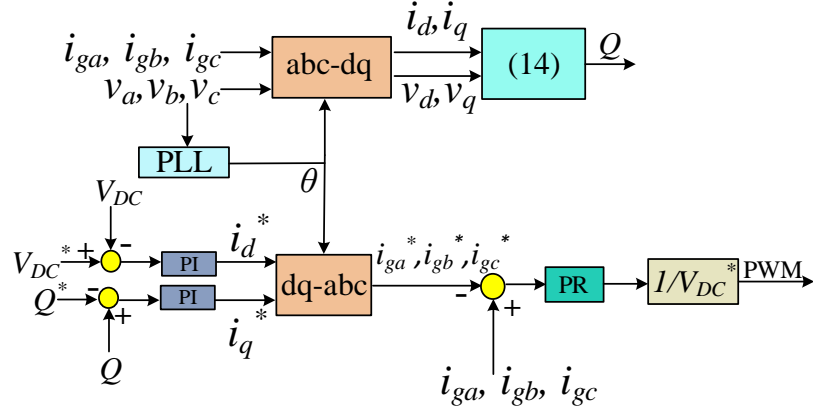 i_d, i_q
i_ga, i_gb, i_gc
abc-dq
(14)
Q
v_a, v_b, v_c
v_d, v_q
PLL
θ
V_DC
i_d^*
i_ga^*, i_gb^*, i_gc^*
V_DC^* + -
PI
dq-abc
PR
1/V_DC^*
PWM
Q^* - +
PI
- +
i_q^*
Q
i_ga, i_gb, i_gc